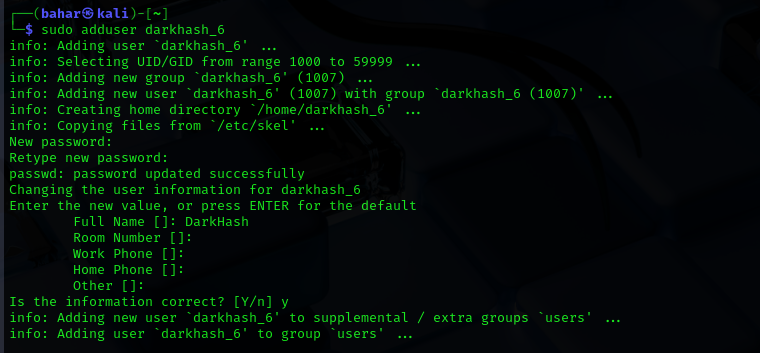 ┌──(bahar㉿kali)-[~]
└─$ sudo adduser darkhash_6
info: Adding user `darkhash_6' ...
info: Selecting UID/GID from range 1000 to 59999 ...
info: Adding new group `darkhash_6' (1007) ...
info: Adding new user `darkhash_6' (1007) with group `darkhash_6 (1007)' ...
info: Creating home directory `/home/darkhash_6' ...
info: Copying files from `/etc/skel' ...
New password:
Retype new password:
passwd: password updated successfully
Changing the user information for darkhash_6
Enter the new value, or press ENTER for the default
        Full Name []: DarkHash
        Room Number []:
        Work Phone []:
        Home Phone []:
        Other []:
Is the information correct? [Y/n] y
info: Adding new user `darkhash_6' to supplemental / extra groups `users' ...
info: Adding user `darkhash_6' to group `users' ...